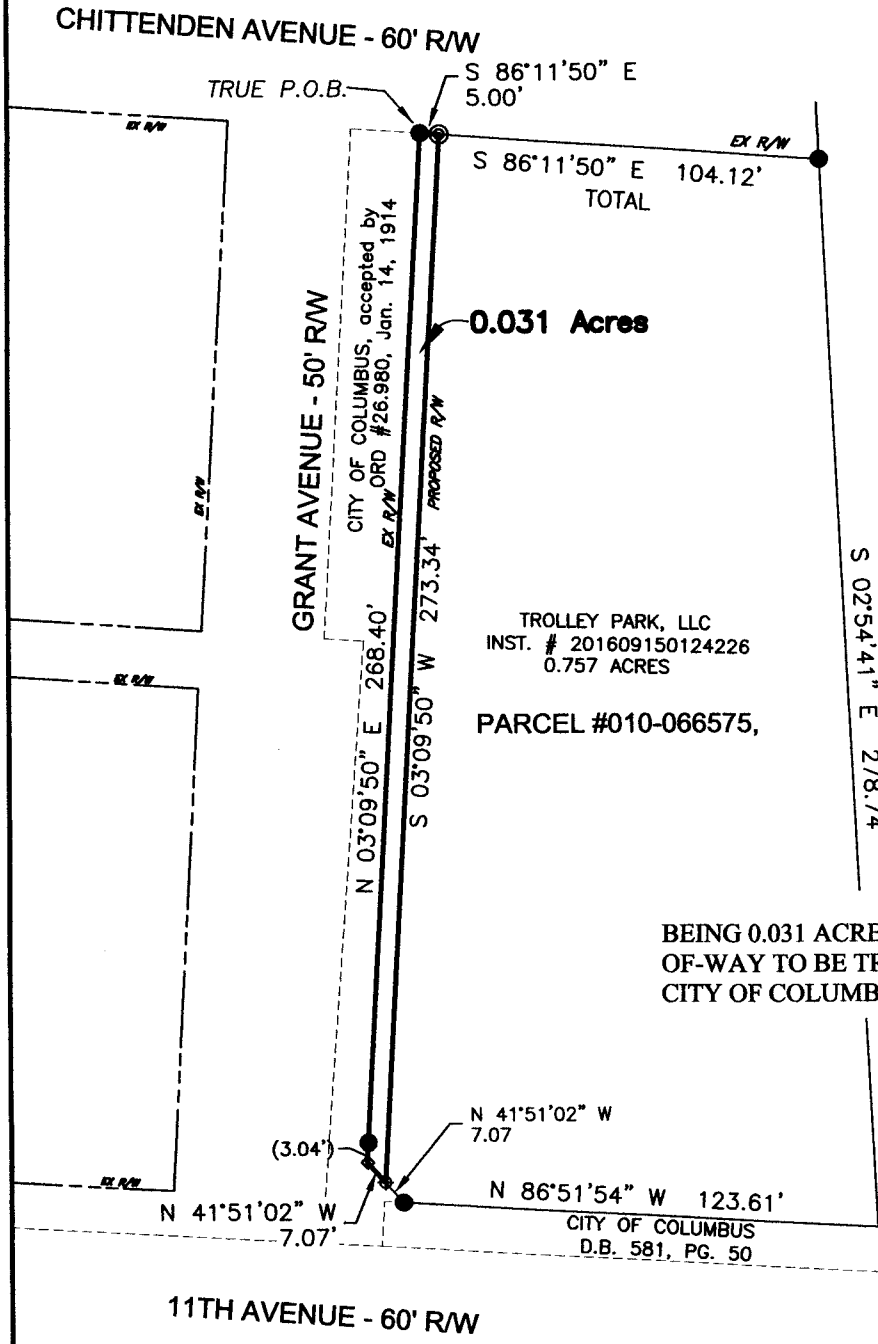 CHITTENDEN AVENUE - 60' R/W
S 86°11'50" E
5.00'
TRUE P.O.B.
EX R/W
EX R/W
S 86°11'50" E 104.12'
TOTAL
0.031 Acres
GRANT AVENUE - 50' R/W
CITY OF COLUMBUS, accepted by
ORD #26.980, Jan. 14, 1914
EX R/W
PROPOSED R/W
EX R/W
N 03°09'50" E 268.40'
S 03°09'50" W 273.34'
TROLLEY PARK, LLC
INST. # 201609150124226
0.757 ACRES
PARCEL #010-066575,
S 02°54'41" E 278.74
EX R/W
BEING 0.031 ACRE
OF-WAY TO BE TR
CITY OF COLUMB
N 41°51'02" W
7.07
(3.04')
EX R/W
N 41°51'02" W
7.07'
N 86°51'54" W 123.61'
CITY OF COLUMBUS
D.B. 581, PG. 50
11TH AVENUE - 60' R/W